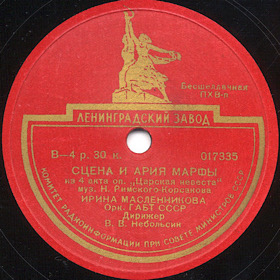 Бесшедлачная
ПХВ-п
ЛЕНИНГРАДСКИЙ ЗАВОД
В—4 р. 30 к. 017335
СЦЕНА И АРИЯ МАРФЫ
из 4 акта оп. „Царская невеста"
муз. Н. Римского-Корсакова
ИРИНА МАСЛЕННИКОВА
Орк. ГАБТ СССР
Дирижер
В. В. Небольсин
КОМИТЕТ РАДИОИНФОРМАЦИИ ПРИ СОВЕТЕ МИНИСТРОВ СССР